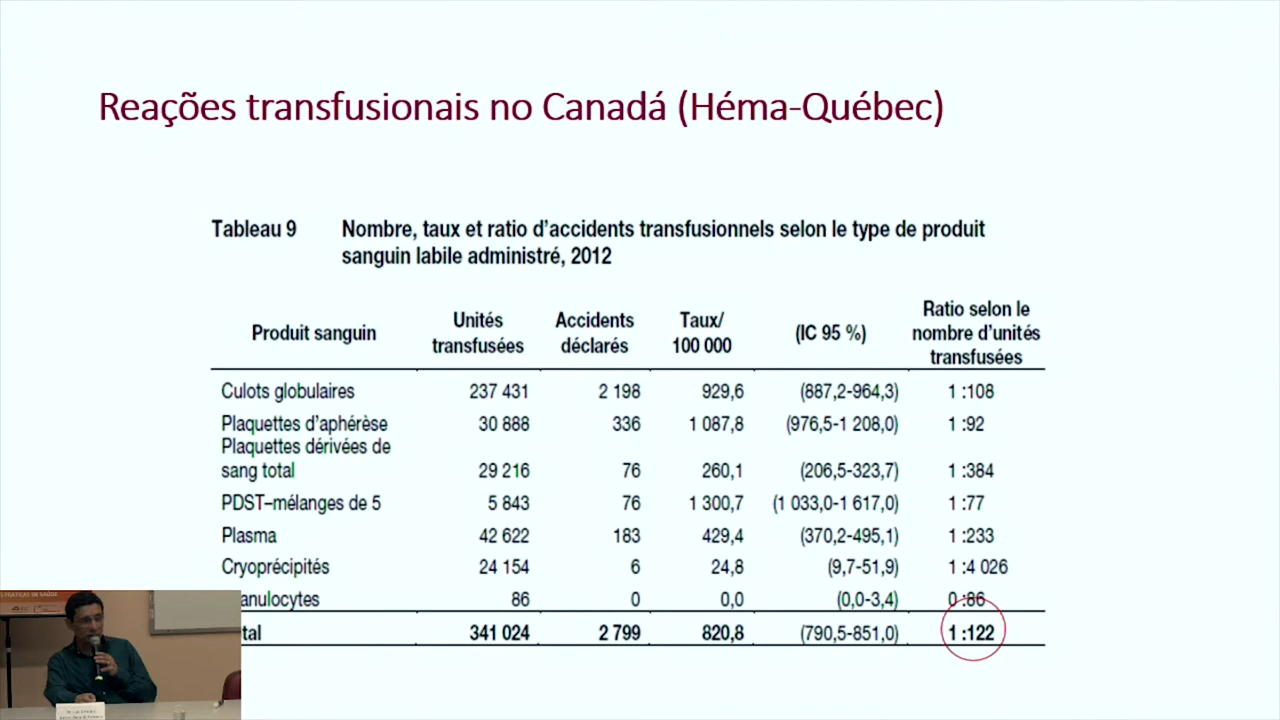 Reações transfusionais no Canadá (Héma-Québec)
Tableau 9 Nombre, taux et ratio d'accidents transfusionnels selon le type de produit
sanguin labile administré, 2012
Produit sanguin Unités transfusées Accidents déclarés Taux/ 100 000 (IC 95 %) Ratio selon le nombre d'unités transfusées
Culots globulaires 237 431 2 198 929,6 (887,2-964,3) 1 :108
Plaquettes d'aphérèse 30 888 336 1 087,8 (976,5-1 208,0) 1 :92
Plaquettes dérivées de
sang total 29 216 76 260,1 (206,5-323,7) 1 :384
PDST–mélanges de 5 5 843 76 1 300,7 (1 033,0-1 617,0) 1 :77
Plasma 42 622 183 429,4 (370,2-495,1) 1 :233
Cryoprécipités 24 154 6 24,8 (9,7-51,9) 1 :4 026
anulocytes 86 0 0,0 (0,0-3,4) 0 :86
tal 341 024 2 799 820,8 (790,5-851,0) 1 :122
S PRÁTICAS DE SAÚDE